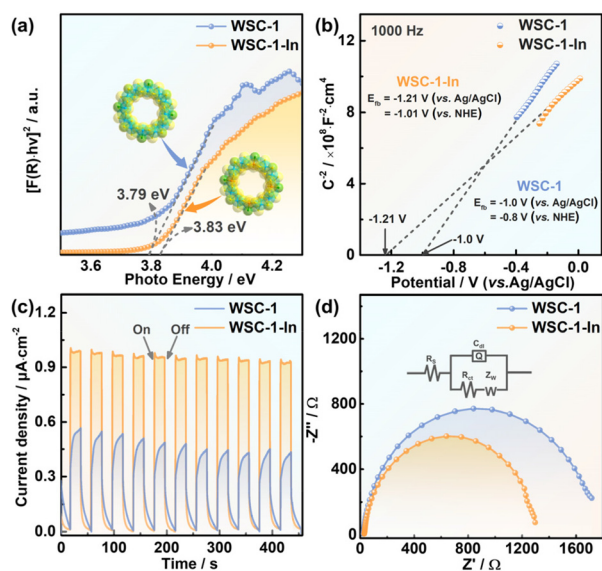 (a)
WSC-1
WSC-1-In
[F(R)·hv]² / a.u.
3.79 eV
3.83 eV
3.6 3.8 4.0 4.2
Photo Energy / eV
(b)
1000 Hz
WSC-1
WSC-1-In
C⁻² / ×10⁸·F⁻²·cm⁴
12
9
6
3
0
WSC-1-In
E_fb = -1.21 V (vs. Ag/AgCl)
= -1.01 V (vs. NHE)
WSC-1
E_fb = -1.0 V (vs. Ag/AgCl)
= -0.8 V (vs. NHE)
-1.21 V
-1.0 V
-1.2 -0.8 -0.4 0.0
Potential / V (vs.Ag/AgCl)
(c)
WSC-1
WSC-1-In
Current density / μA·cm⁻²
1.2
0.9
0.6
0.3
0.0
On Off
0 100 200 300 400
Time / s
(d)
WSC-1
WSC-1-In
-Z'' / Ω
1200
800
400
0
C_dl
Q
R_s
R_ct
Z_W
0 400 800 1200 1600
Z' / Ω